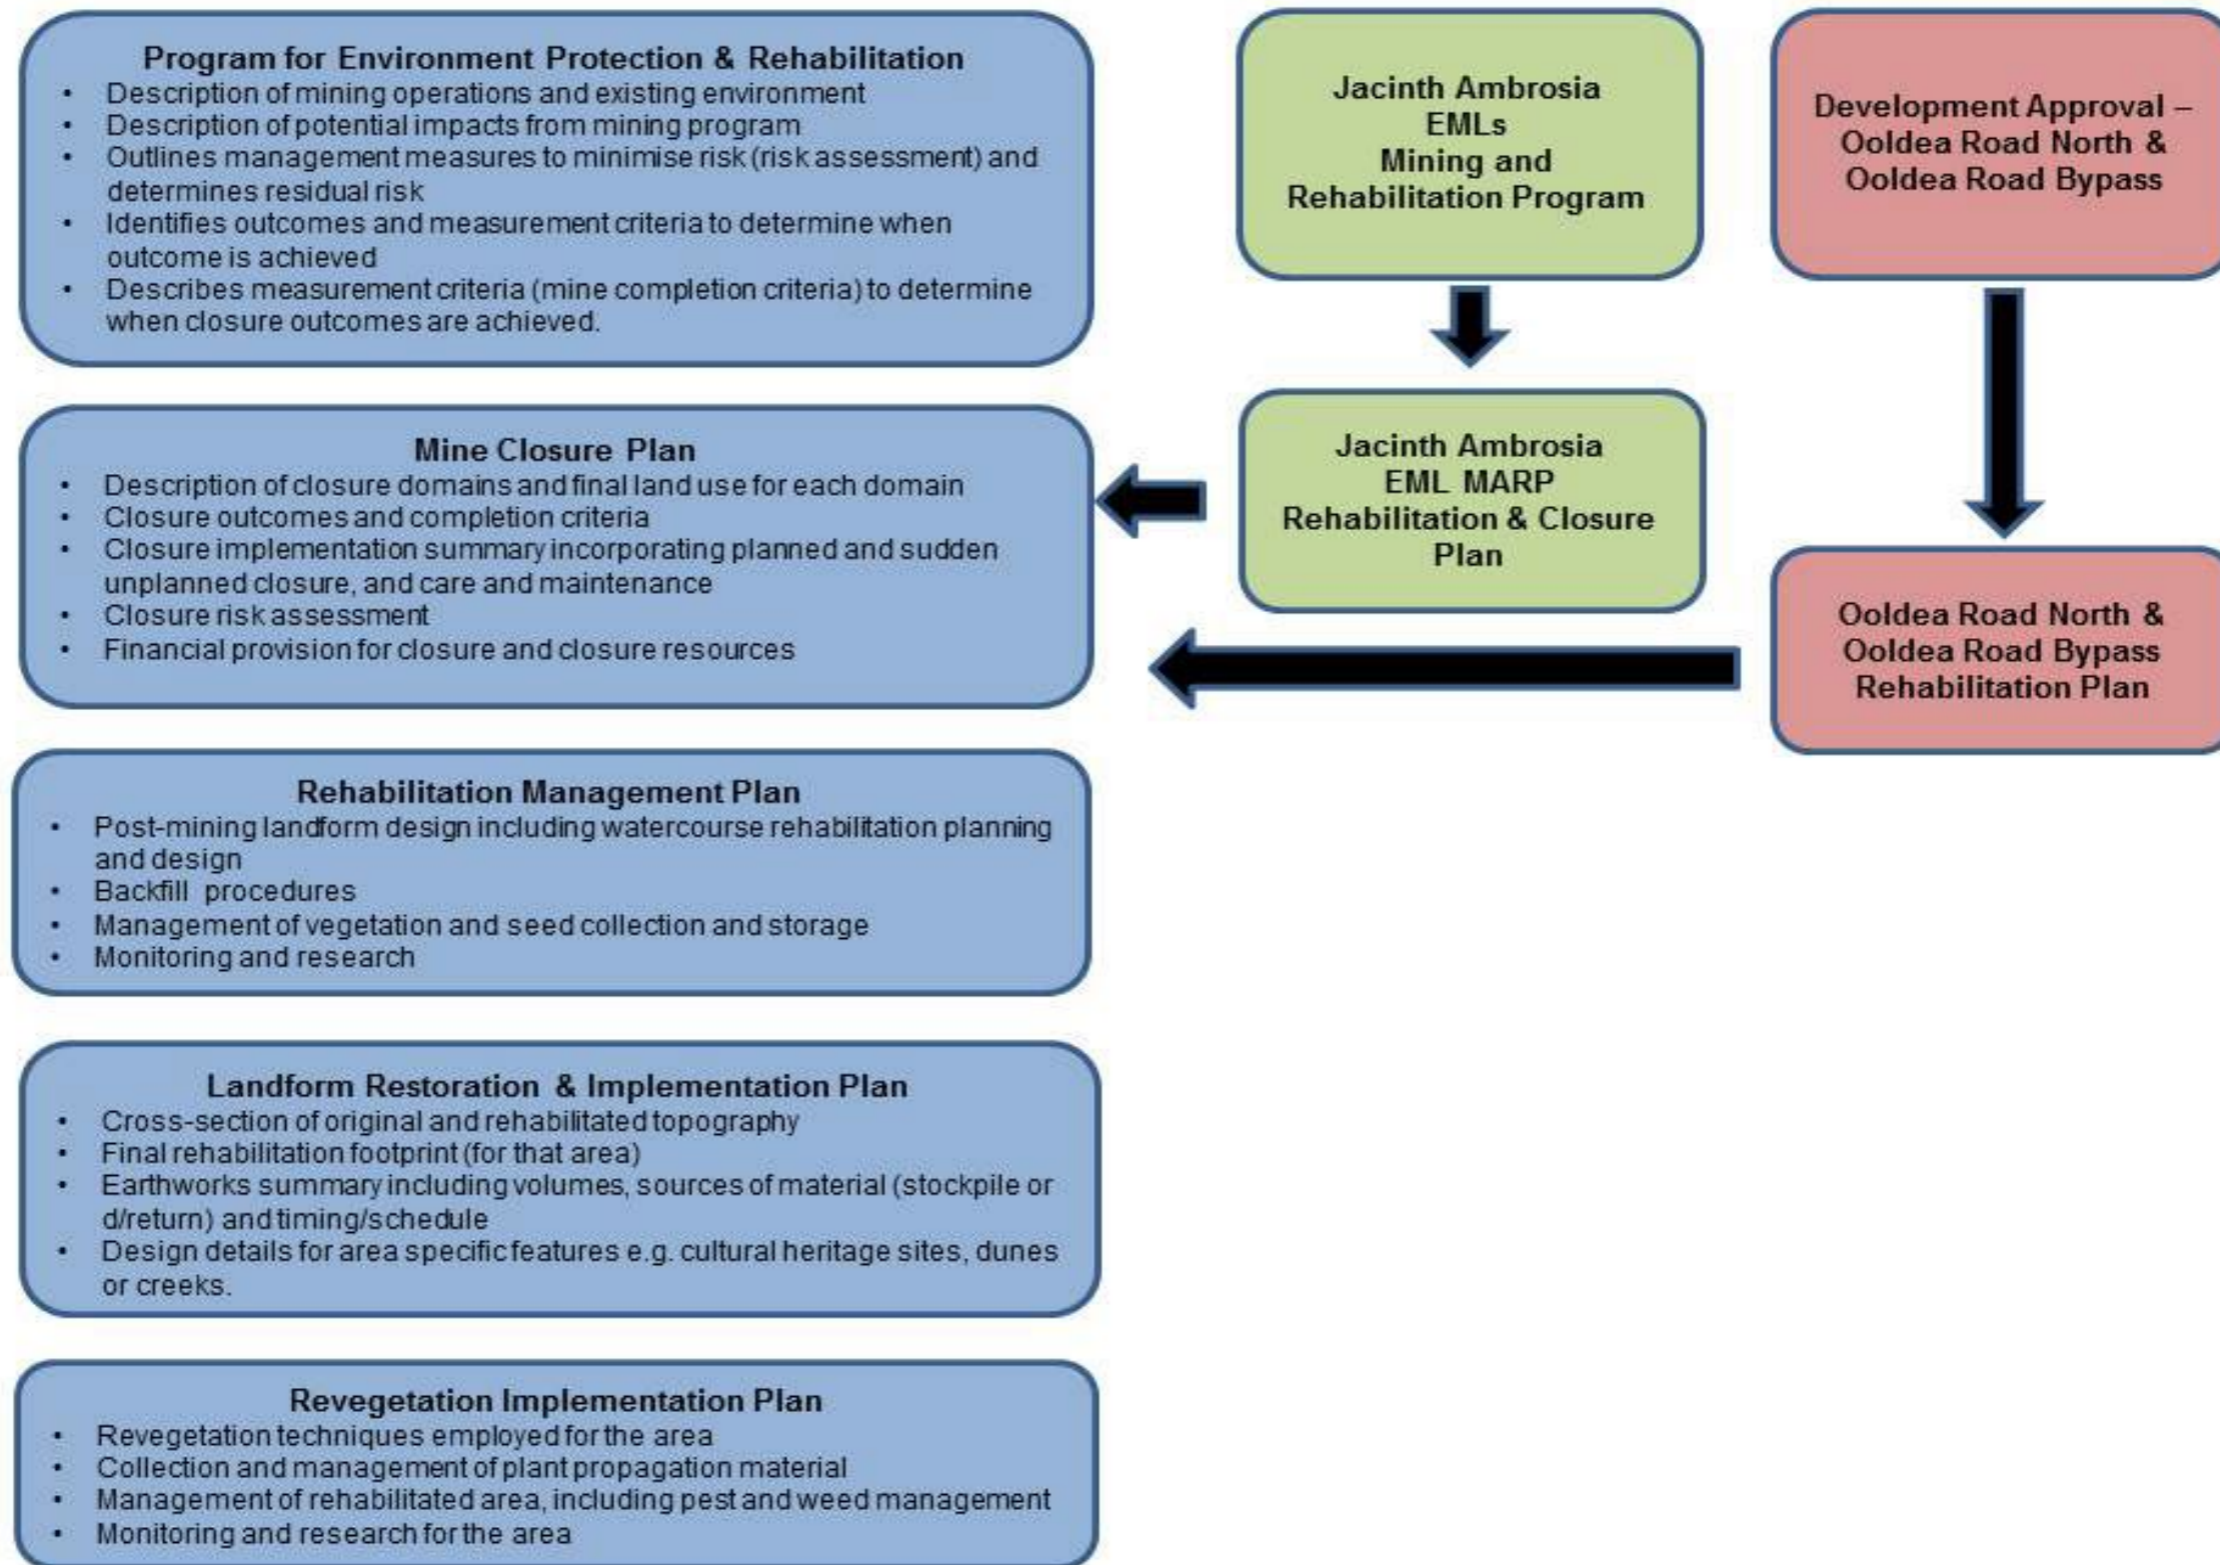 Program for Environment Protection & Rehabilitation
• Description of mining operations and existing environment
• Description of potential impacts from mining program
• Outlines management measures to minimise risk (risk assessment) and
determines residual risk
• Identifies outcomes and measurement criteria to determine when
outcome is achieved
• Describes measurement criteria (mine completion criteria) to determine
when closure outcomes are achieved.
Jacinth Ambrosia
EMLs
Mining and
Rehabilitation Program
Development Approval –
Ooldea Road North &
Ooldea Road Bypass
Mine Closure Plan
• Description of closure domains and final land use for each domain
• Closure outcomes and completion criteria
• Closure implementation summary incorporating planned and sudden
unplanned closure, and care and maintenance
• Closure risk assessment
• Financial provision for closure and closure resources
Jacinth Ambrosia
EML MARP
Rehabilitation & Closure
Plan
Ooldea Road North &
Ooldea Road Bypass
Rehabilitation Plan
Rehabilitation Management Plan
• Post-mining landform design including watercourse rehabilitation planning
and design
• Backfill procedures
• Management of vegetation and seed collection and storage
• Monitoring and research
Landform Restoration & Implementation Plan
• Cross-section of original and rehabilitated topography
• Final rehabilitation footprint (for that area)
• Earthworks summary including volumes, sources of material (stockpile or
d/return) and timing/schedule
• Design details for area specific features e.g. cultural heritage sites, dunes
or creeks.
Revegetation Implementation Plan
• Revegetation techniques employed for the area
• Collection and management of plant propagation material
• Management of rehabilitated area, including pest and weed management
• Monitoring and research for the area